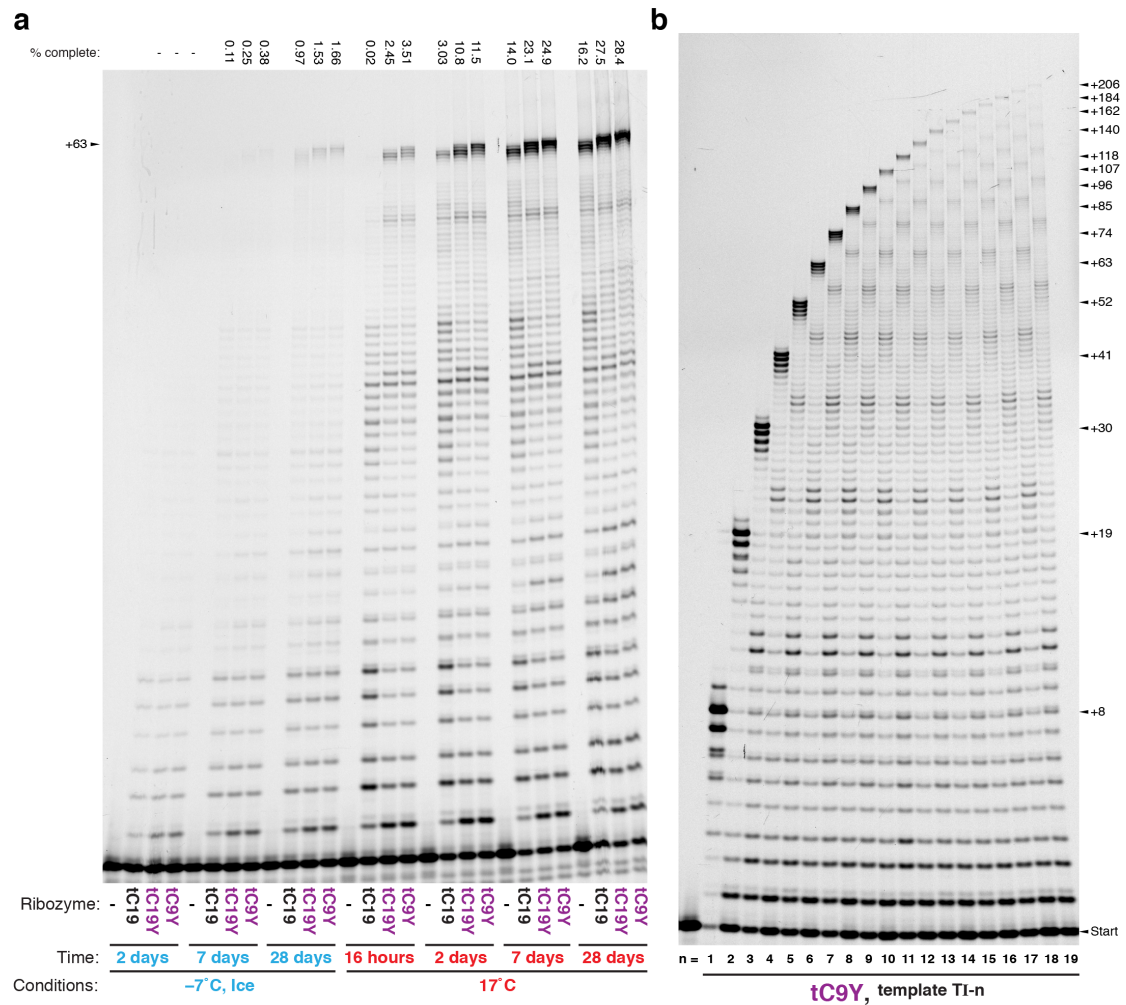 a
% complete: - - - 0.11 0.25 0.38 0.97 1.53 1.66 0.02 2.45 3.51 3.03 10.8 11.5 14.0 23.1 24.9 16.2 27.5 28.4
+63
Ribozyme: - tC19 tC19Y tC9Y - tC19 tC19Y tC9Y - tC19 tC19Y tC9Y - tC19 tC19Y tC9Y - tC19 tC19Y tC9Y - tC19 tC19Y tC9Y - tC19 tC19Y tC9Y
Time: 2 days 7 days 28 days 16 hours 2 days 7 days 28 days
Conditions: –7˚C, Ice 17˚C
b
+206
+184
+162
+140
+118
+107
+96
+85
+74
+63
+52
+41
+30
+19
+8
Start
n = 1 2 3 4 5 6 7 8 9 10 11 12 13 14 15 16 17 18 19
tC9Y, template TI-n